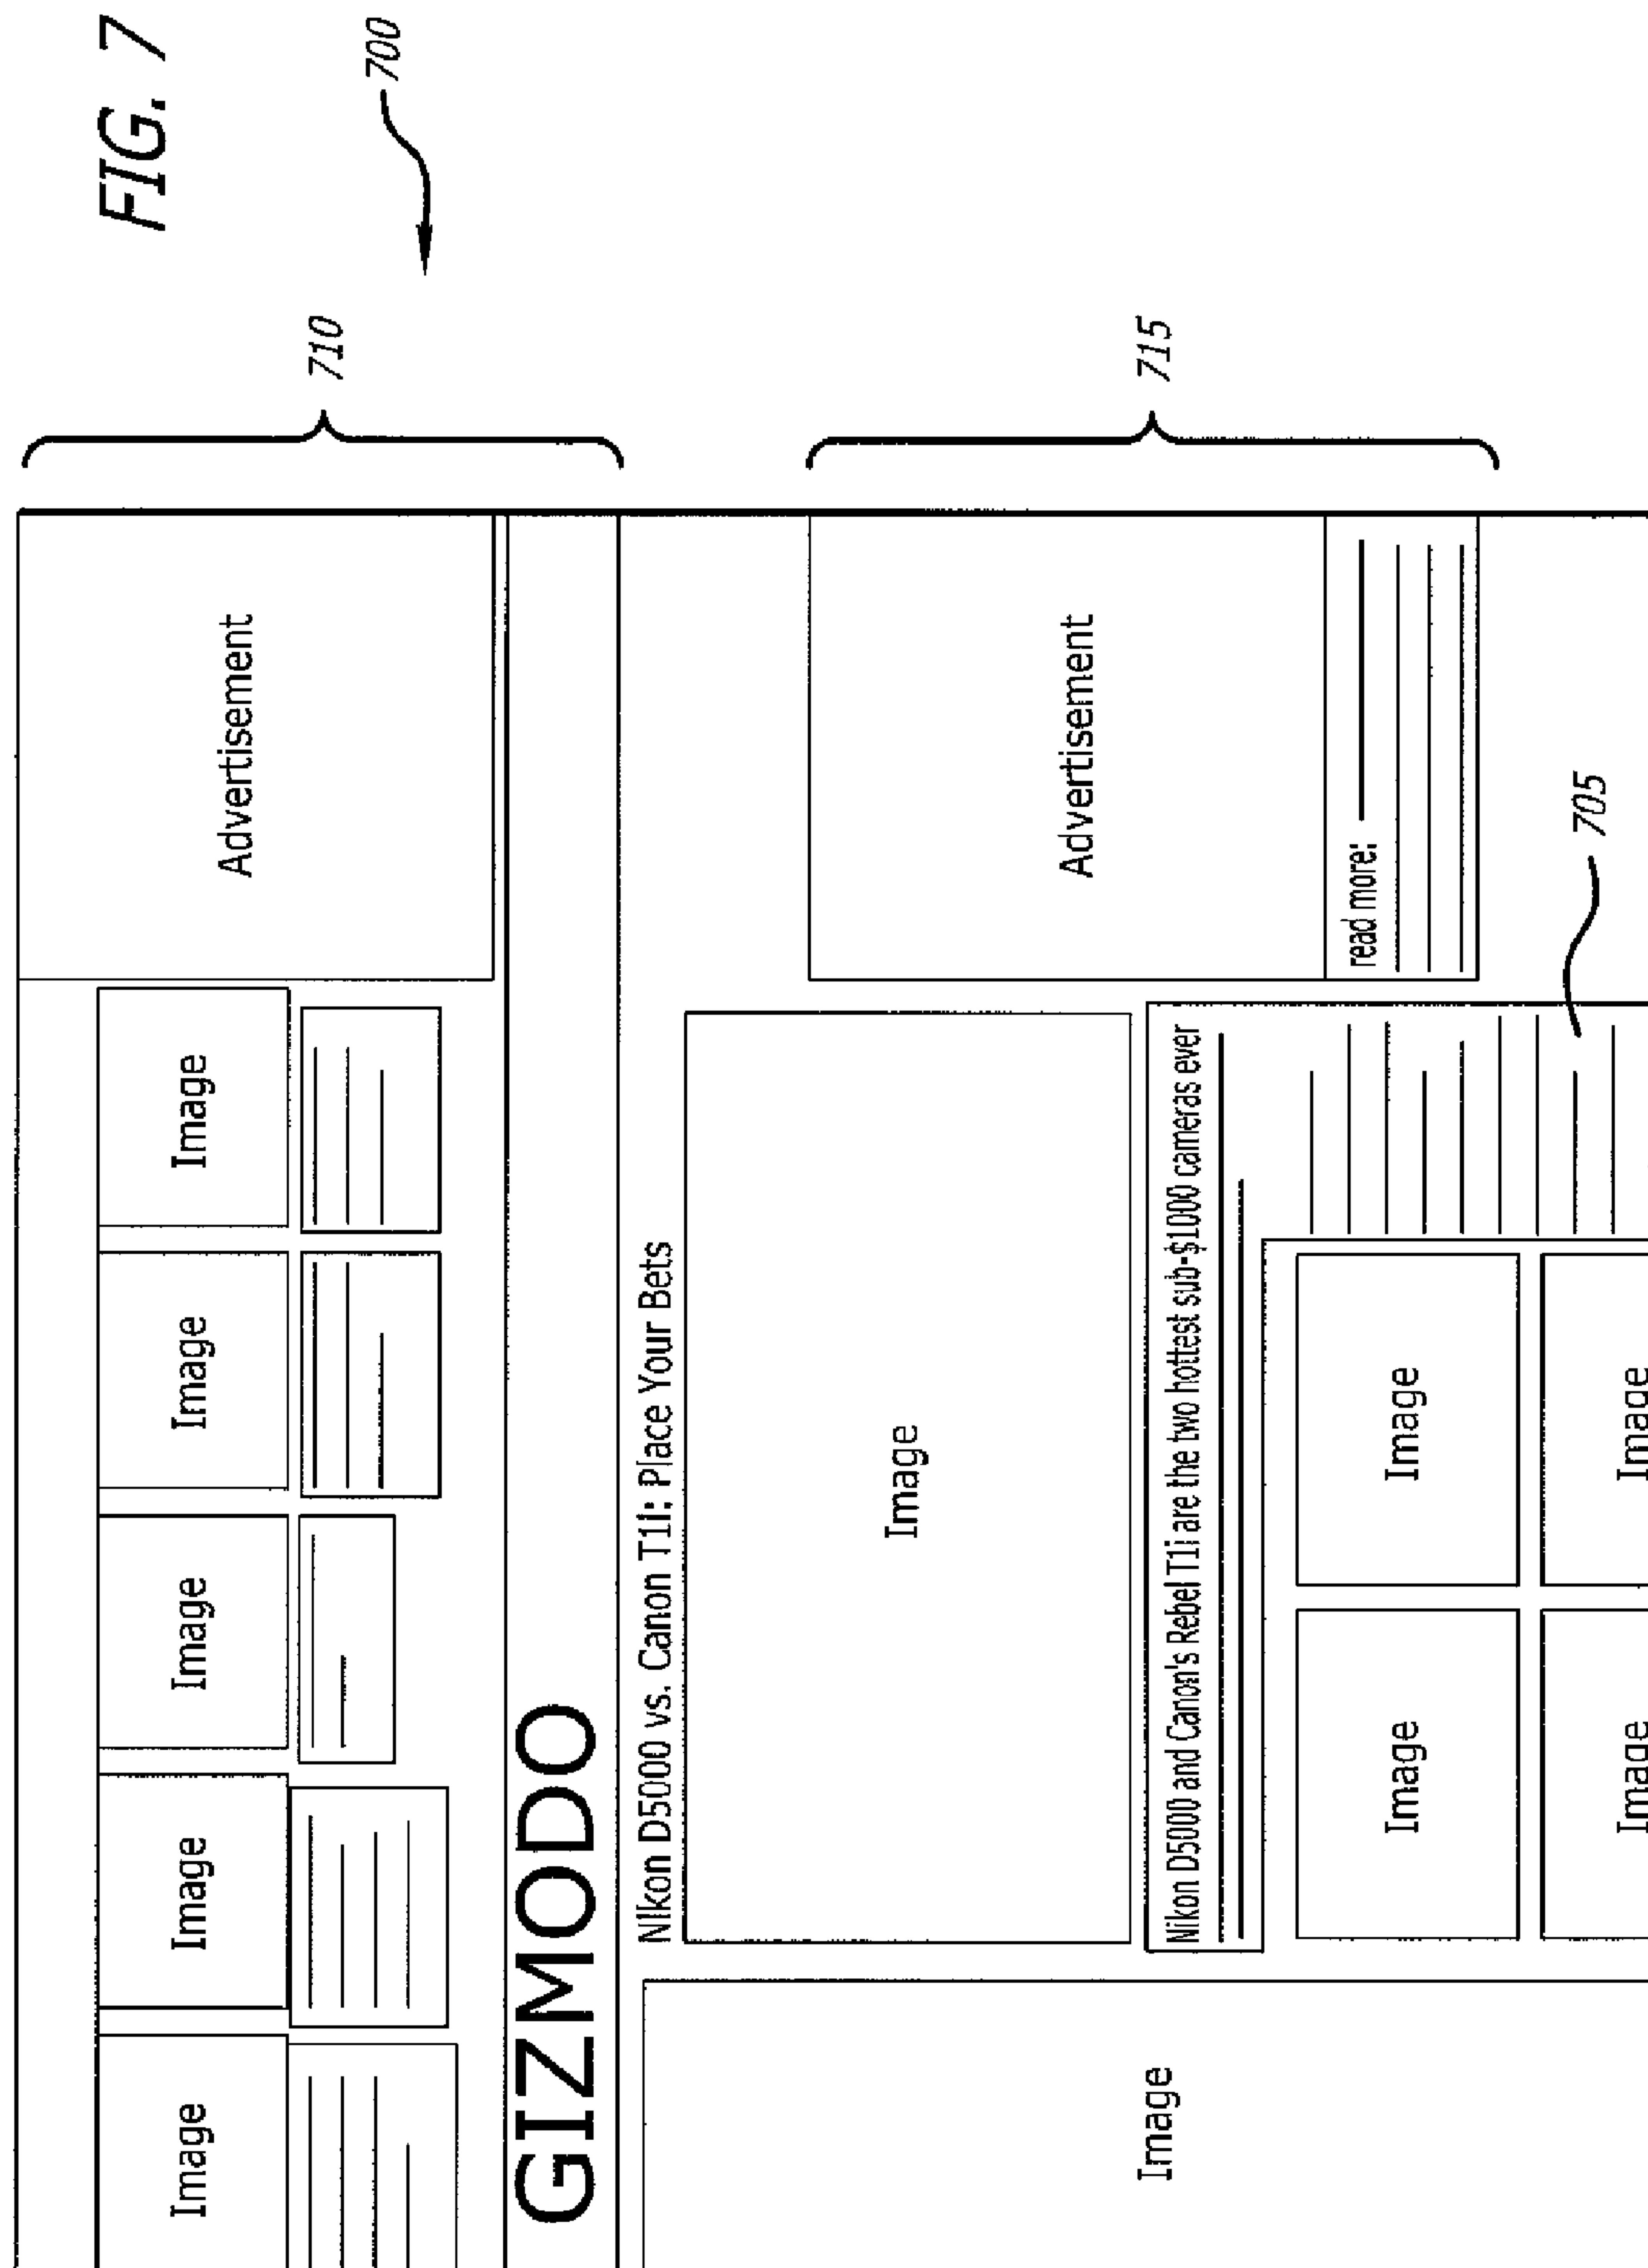 FIG. 7
700
710
Image
Image
Image
Image
Image
Advertisement
GIZMODO
Nikon D5000 vs. Canon T1i: Place Your Bets
Image
Image
Advertisement
715
read more:
Nikon D5000 and Canon's Rebel T1i are the two hottest sub-$1000 cameras ever
705
Image
Image
Image
Image